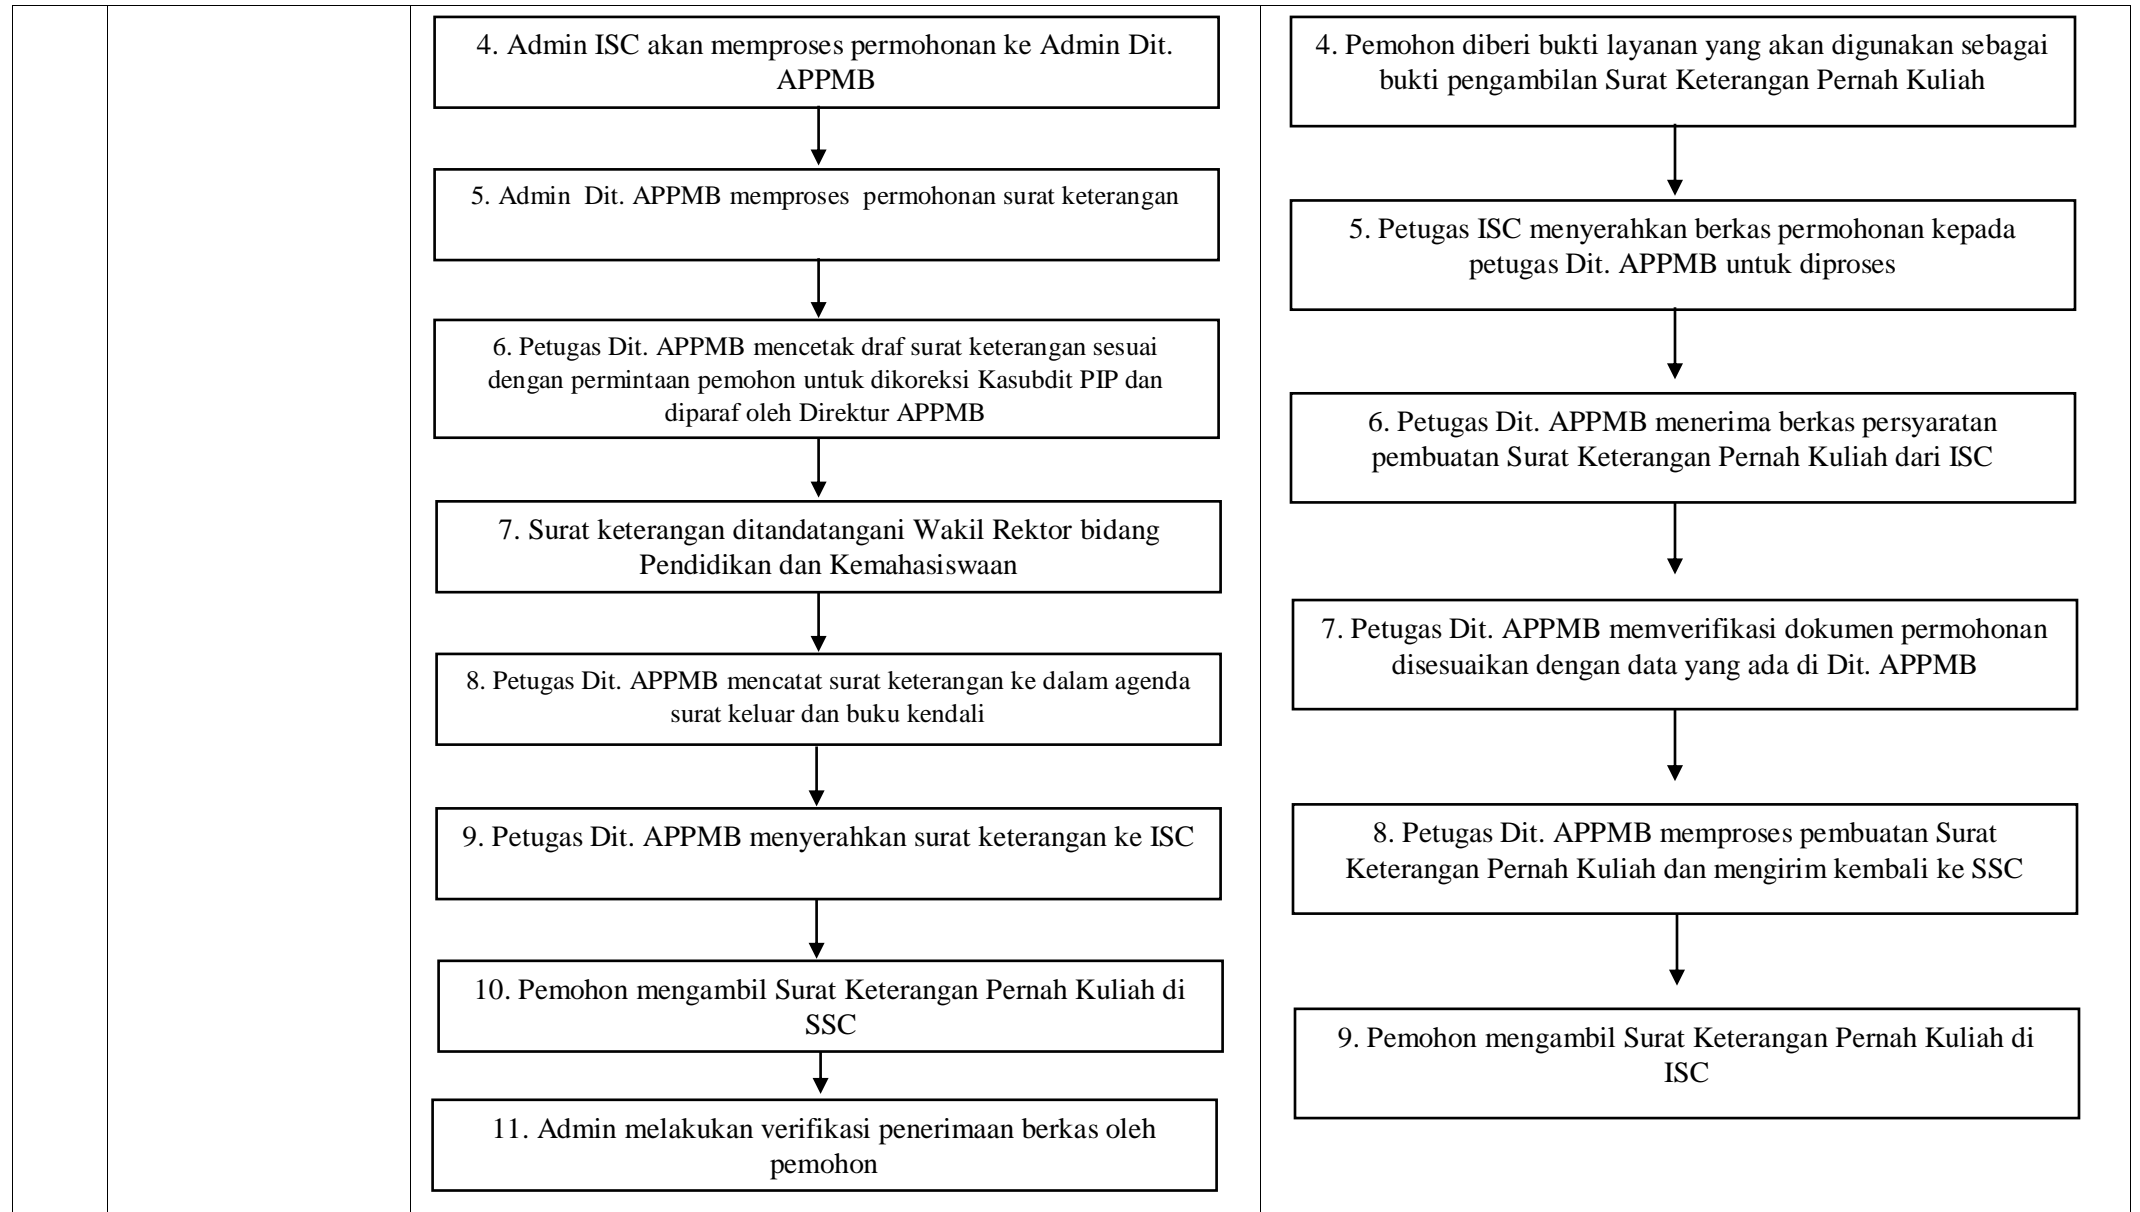 4. Admin ISC akan memproses permohonan ke Admin Dit.
APPMB
5. Admin  Dit. APPMB memproses  permohonan surat keterangan
6. Petugas Dit. APPMB mencetak draf surat keterangan sesuai
dengan permintaan pemohon untuk dikoreksi Kasubdit PIP dan
diparaf oleh Direktur APPMB
7. Surat keterangan ditandatangani Wakil Rektor bidang
Pendidikan dan Kemahasiswaan
8. Petugas Dit. APPMB mencatat surat keterangan ke dalam agenda
surat keluar dan buku kendali
9. Petugas Dit. APPMB menyerahkan surat keterangan ke ISC
10. Pemohon mengambil Surat Keterangan Pernah Kuliah di
SSC
11. Admin melakukan verifikasi penerimaan berkas oleh
pemohon
4. Pemohon diberi bukti layanan yang akan digunakan sebagai
bukti pengambilan Surat Keterangan Pernah Kuliah
5. Petugas ISC menyerahkan berkas permohonan kepada
petugas Dit. APPMB untuk diproses
6. Petugas Dit. APPMB menerima berkas persyaratan
pembuatan Surat Keterangan Pernah Kuliah dari ISC
7. Petugas Dit. APPMB memverifikasi dokumen permohonan
disesuaikan dengan data yang ada di Dit. APPMB
8. Petugas Dit. APPMB memproses pembuatan Surat
Keterangan Pernah Kuliah dan mengirim kembali ke SSC
9. Pemohon mengambil Surat Keterangan Pernah Kuliah di
ISC